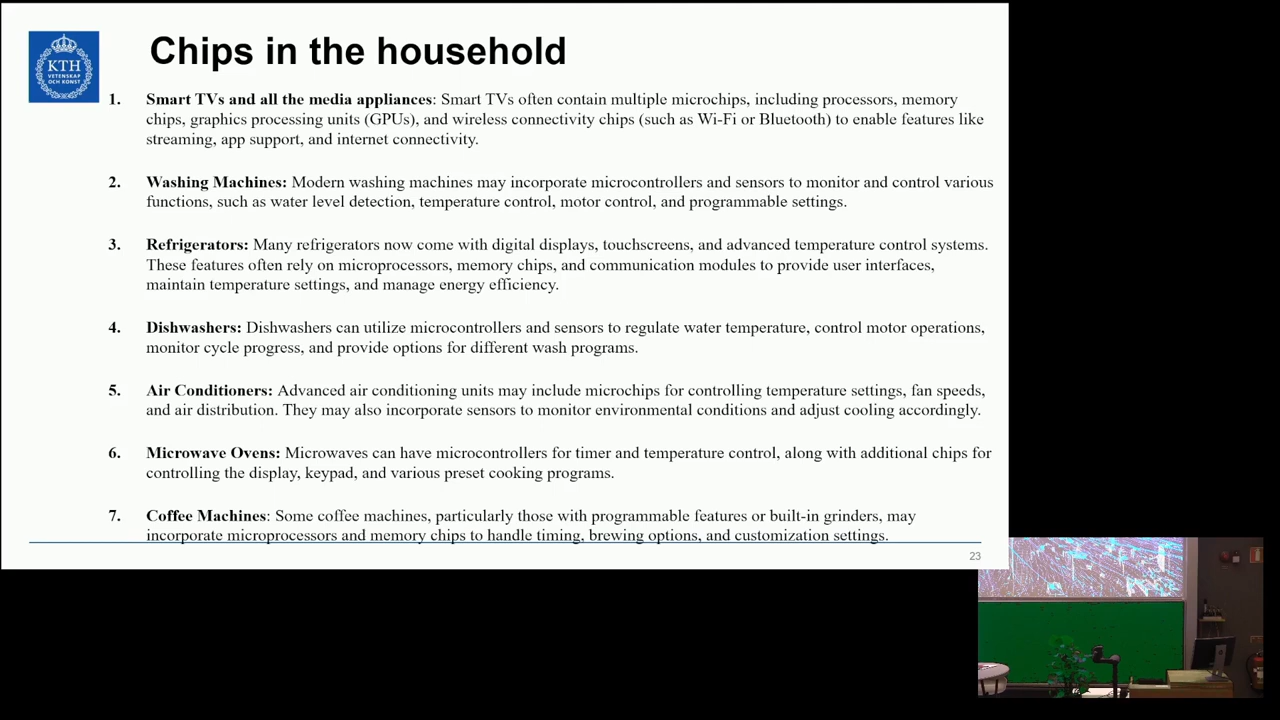 Chips in the household
KTH
VETENSKAP
OCH KONST
1. Smart TVs and all the media appliances: Smart TVs often contain multiple microchips, including processors, memory
chips, graphics processing units (GPUs), and wireless connectivity chips (such as Wi-Fi or Bluetooth) to enable features like
streaming, app support, and internet connectivity.
2. Washing Machines: Modern washing machines may incorporate microcontrollers and sensors to monitor and control various
functions, such as water level detection, temperature control, motor control, and programmable settings.
3. Refrigerators: Many refrigerators now come with digital displays, touchscreens, and advanced temperature control systems.
These features often rely on microprocessors, memory chips, and communication modules to provide user interfaces,
maintain temperature settings, and manage energy efficiency.
4. Dishwashers: Dishwashers can utilize microcontrollers and sensors to regulate water temperature, control motor operations,
monitor cycle progress, and provide options for different wash programs.
5. Air Conditioners: Advanced air conditioning units may include microchips for controlling temperature settings, fan speeds,
and air distribution. They may also incorporate sensors to monitor environmental conditions and adjust cooling accordingly.
6. Microwave Ovens: Microwaves can have microcontrollers for timer and temperature control, along with additional chips for
controlling the display, keypad, and various preset cooking programs.
7. Coffee Machines: Some coffee machines, particularly those with programmable features or built-in grinders, may
incorporate microprocessors and memory chips to handle timing, brewing options, and customization settings.
23